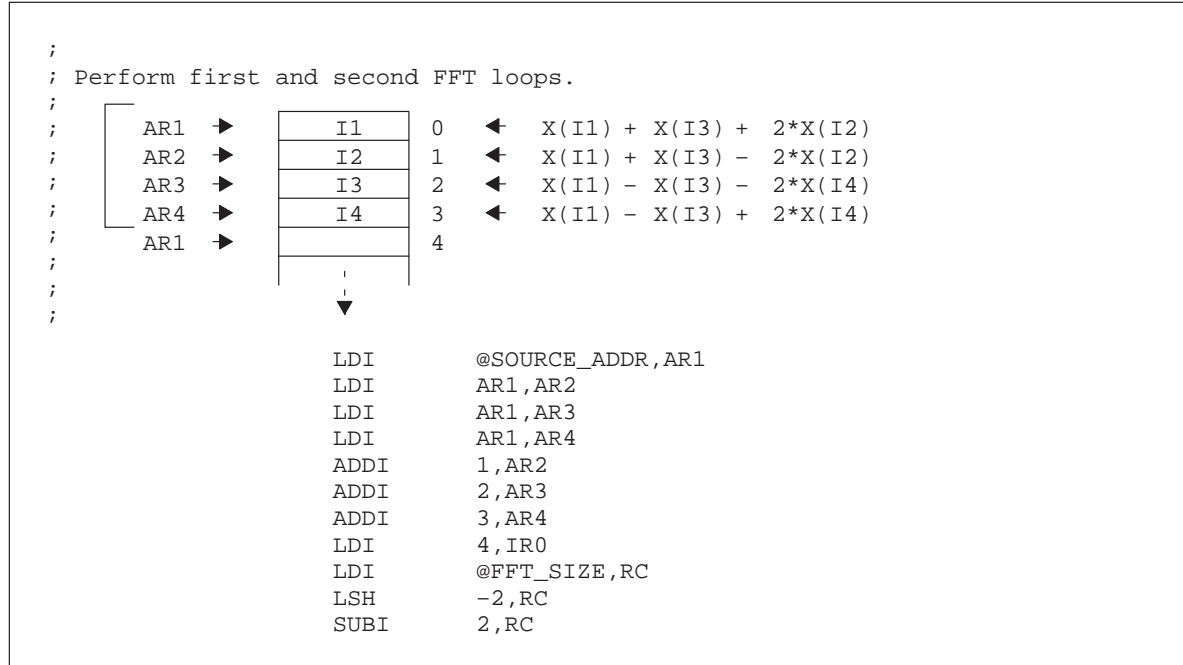 ;
; Perform first and second FFT loops.
;
; AR1 → I1 0 ← X(I1) + X(I3) + 2*X(I2)
; AR2 → I2 1 ← X(I1) + X(I3) − 2*X(I2)
; AR3 → I3 2 ← X(I1) − X(I3) − 2*X(I4)
; AR4 → I4 3 ← X(I1) − X(I3) + 2*X(I4)
; AR1 → 4
;
;
;
LDI @SOURCE_ADDR,AR1
LDI AR1,AR2
LDI AR1,AR3
LDI AR1,AR4
ADDI 1,AR2
ADDI 2,AR3
ADDI 3,AR4
LDI 4,IR0
LDI @FFT_SIZE,RC
LSH −2,RC
SUBI 2,RC